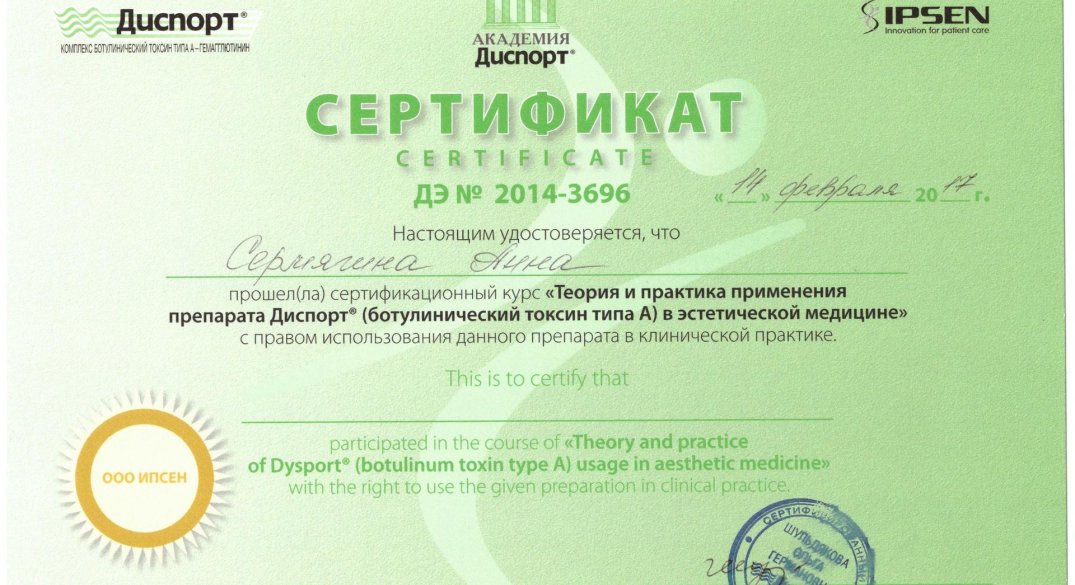 Диспорт®
КОМПЛЕКС БОТУЛИНИЧЕСКИЙ ТОКСИН ТИПА А – ГЕМАГГЛЮТИНИН
АКАДЕМИЯ
Диспорт®
IPSEN
Innovation for patient care
СЕРТИФИКАТ
CERTIFICATE
ДЭ № 2014-3696
« 14 » февраля 2017 г.
Настоящим удостоверяется, что
Сермягина Анна
прошел(ла) сертификационный курс «Теория и практика применения
препарата Диспорт® (ботулинический токсин типа А) в эстетической медицине»
с правом использования данного препарата в клинической практике.
This is to certify that
participated in the course of «Theory and practice
of Dysport® (botulinum toxin type A) usage in aesthetic medicine»
with the right to use the given preparation in clinical practice.
ООО ИПСЕН
ШУЛЬДЯКОВА
ОЛЬГА